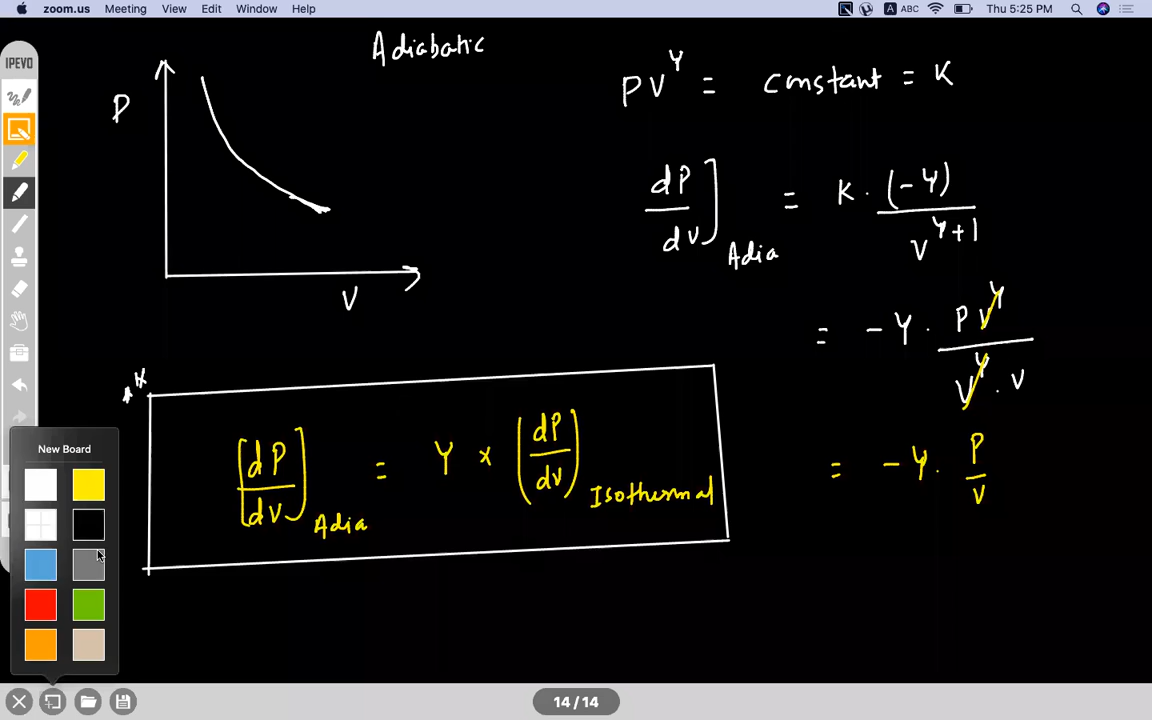 zoom.us Meeting View Edit Window Help
A ABC Thu 5:25 PM
IPEVO
Adiabatic
P
V
PV^γ = constant = K
dP/dV]Adia = K · (-γ)/V^γ+1
= -γ · PV^γ/V^γ · V
= -γ · P/V
[dP/dV]Adia = γ × (dP/dV)Isothermal
New Board
14/14